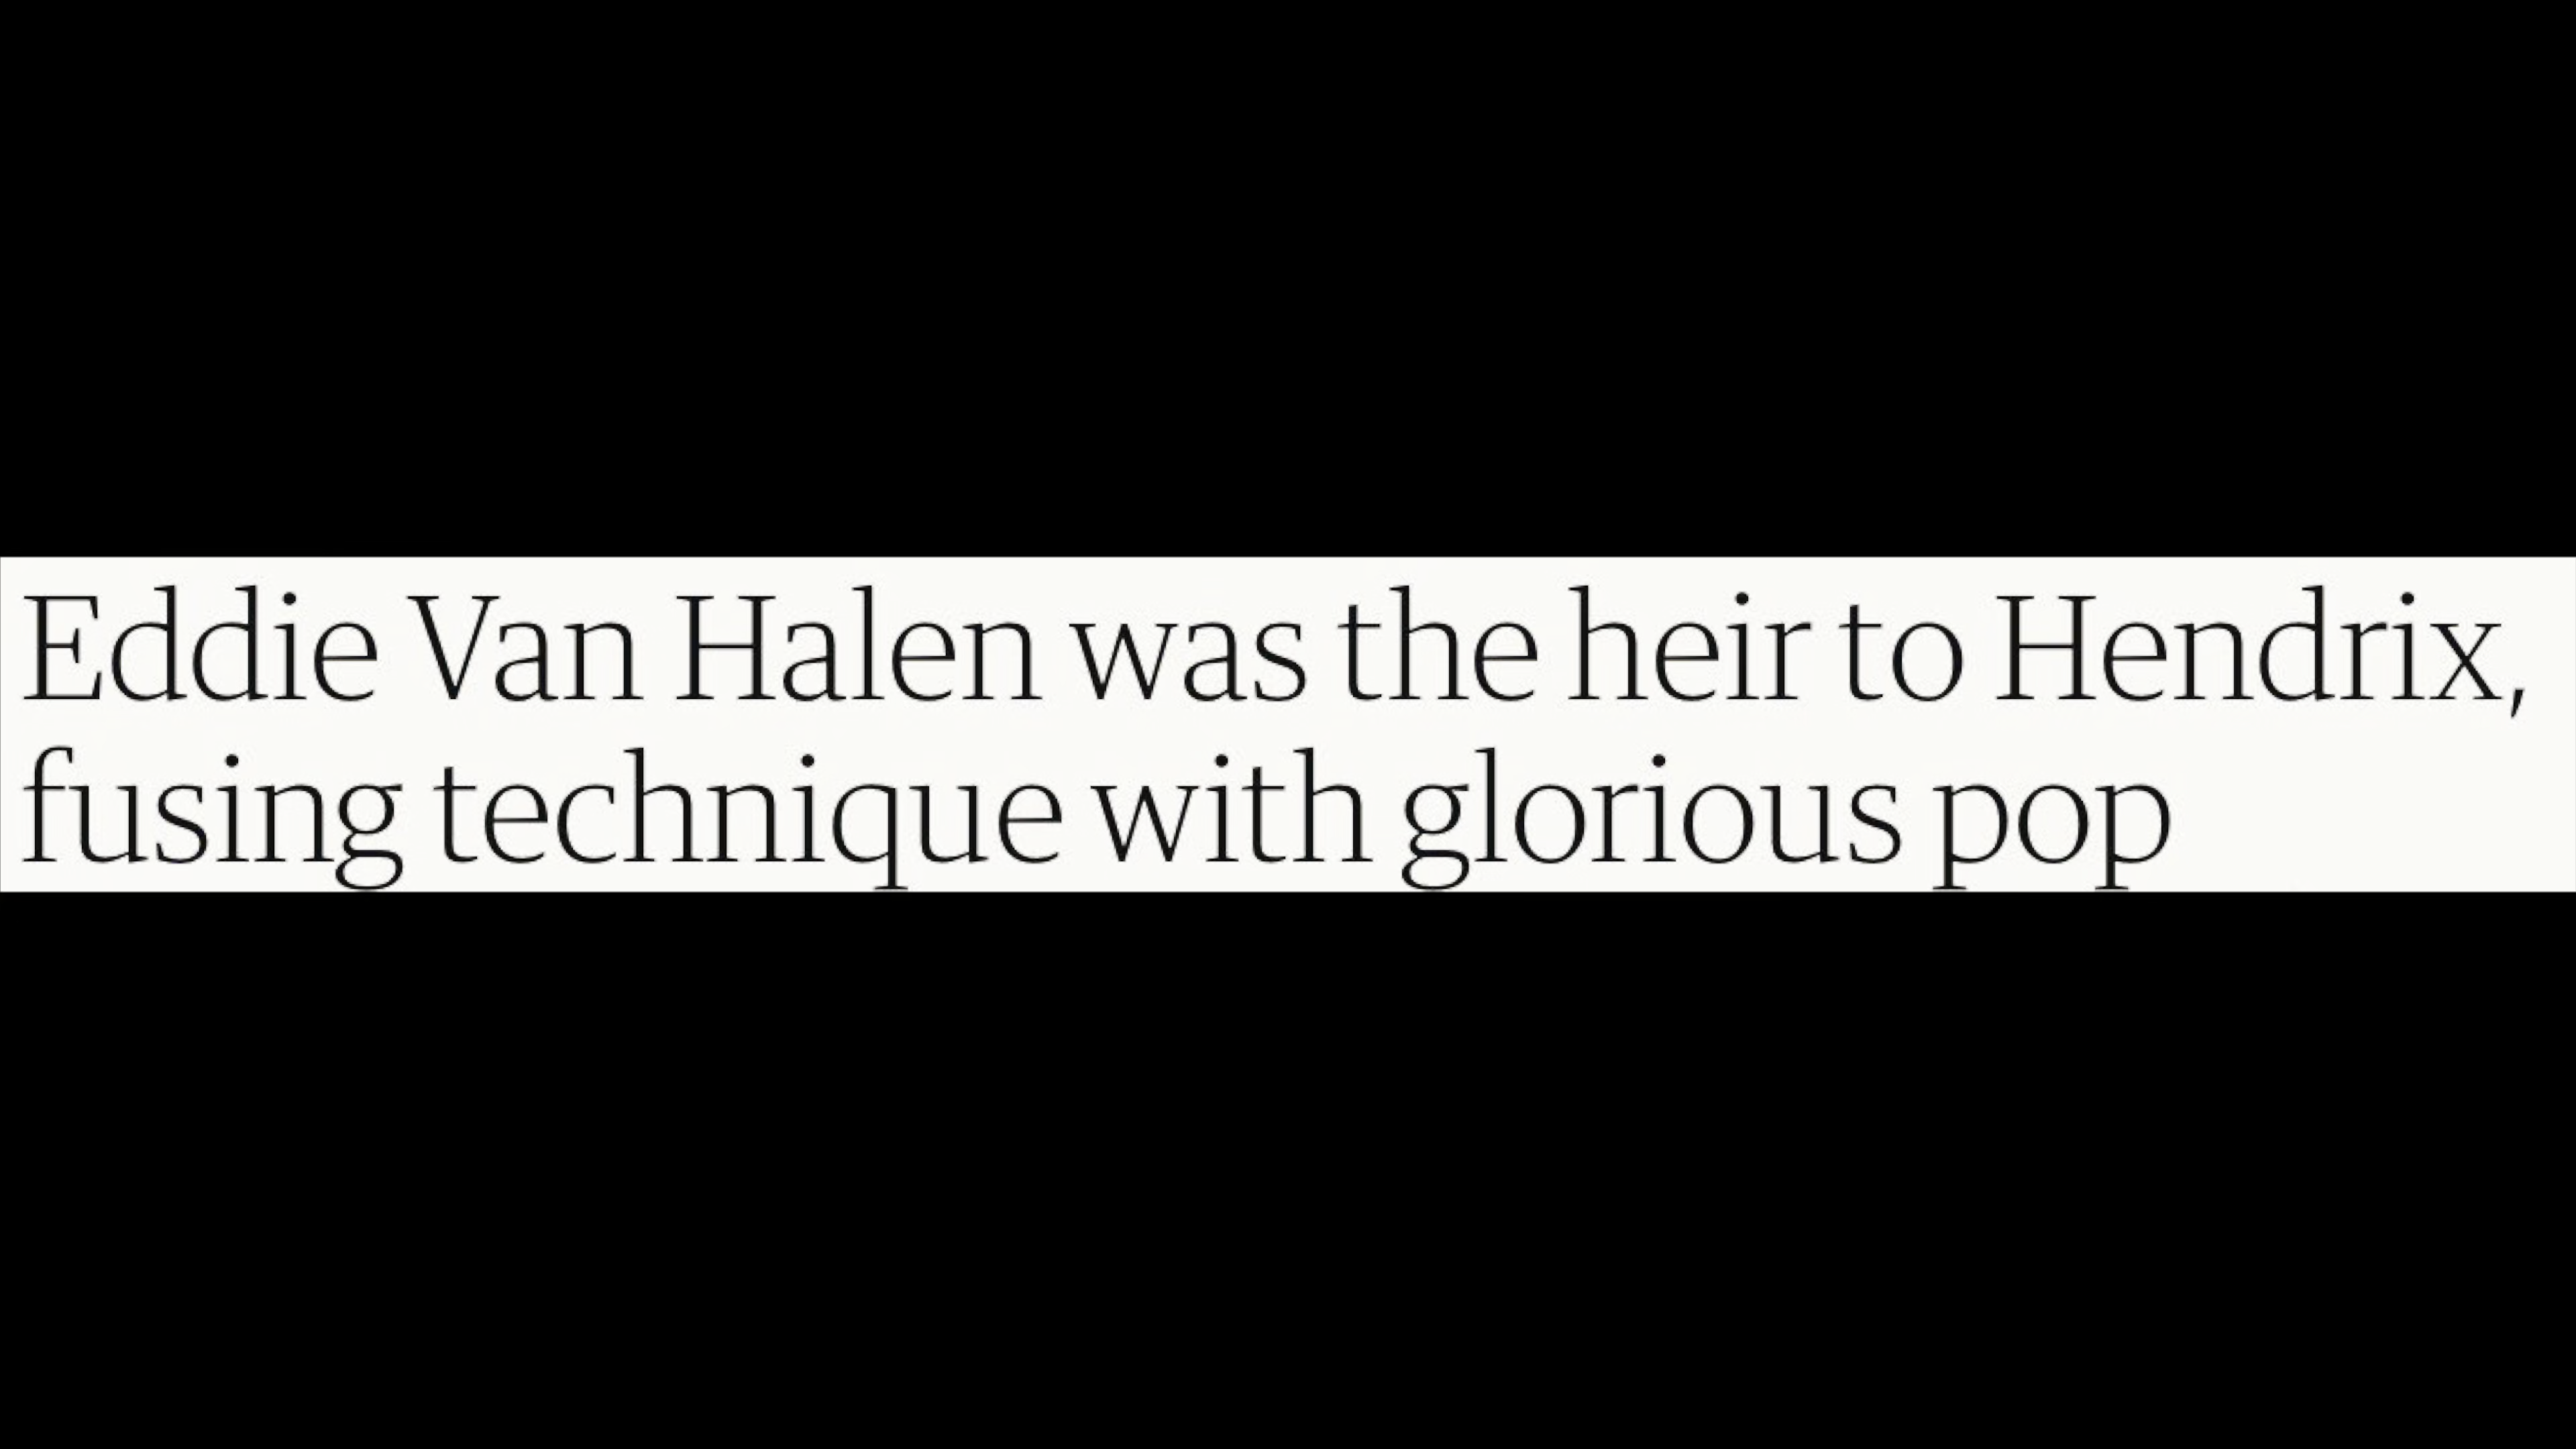 Eddie Van Halen was the heir to Hendrix,
fusing technique with glorious pop